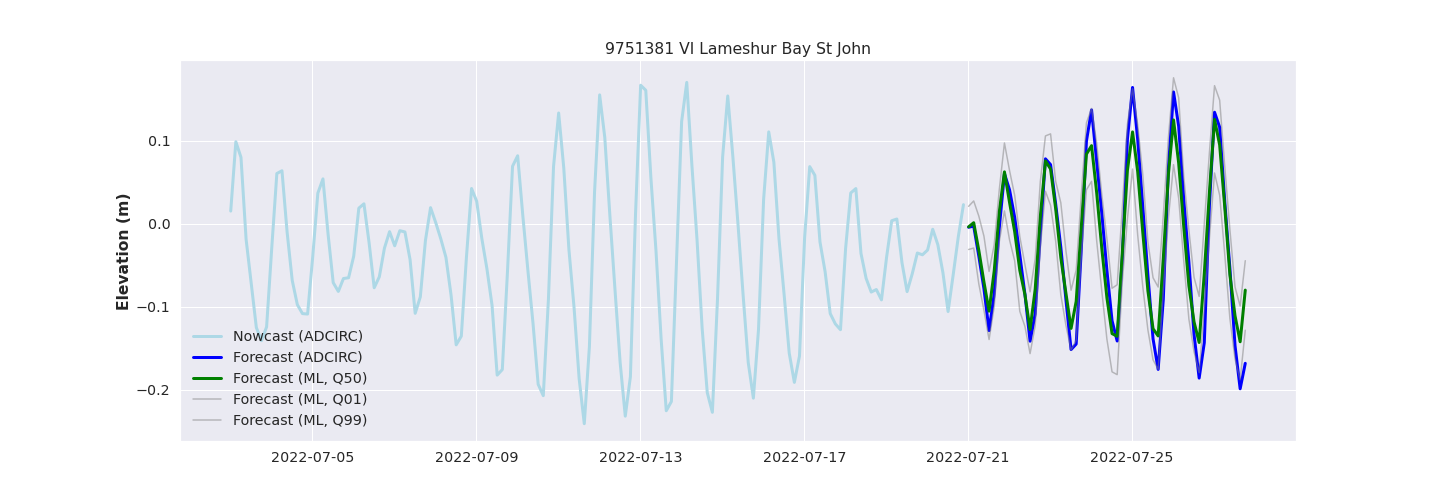 9751381 VI Lameshur Bay St John
Elevation (m)
0.1
0.0
−0.1
−0.2
Nowcast (ADCIRC)
Forecast (ADCIRC)
Forecast (ML, Q50)
Forecast (ML, Q01)
Forecast (ML, Q99)
2022-07-05
2022-07-09
2022-07-13
2022-07-17
2022-07-21
2022-07-25